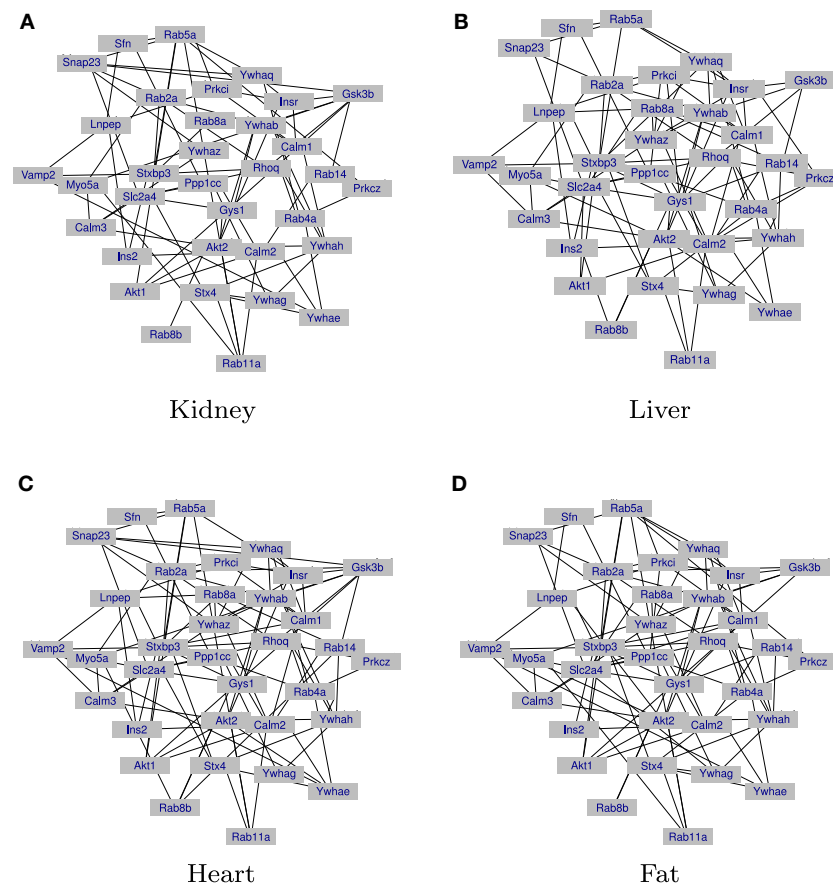 A
Sfn
Rab5a
Snap23
Ywhaq
Prkci
Gsk3b
Rab2a
Insr
Lnpep
Rab8a
Ywhab
Calm1
Ywhaz
Rhoq
Vamp2
Stxbp3
Rab14
Myo5a
Ppp1cc
Prkcz
Slc2a4
Gys1
Rab4a
Calm3
Akt2
Ywhah
Ins2
Calm2
Akt1
Stx4
Ywhag
Ywhae
Rab8b
Rab11a
Kidney
B
Sfn
Rab5a
Snap23
Ywhaq
Prkci
Gsk3b
Rab2a
Insr
Lnpep
Rab8a
Ywhab
Calm1
Ywhaz
Rhoq
Vamp2
Stxbp3
Rab14
Myo5a
Ppp1cc
Prkcz
Slc2a4
Gys1
Rab4a
Calm3
Akt2
Ywhah
Ins2
Calm2
Akt1
Stx4
Ywhag
Ywhae
Rab8b
Rab11a
Liver
C
Sfn
Rab5a
Snap23
Ywhaq
Prkci
Gsk3b
Rab2a
Insr
Lnpep
Rab8a
Ywhab
Calm1
Ywhaz
Rhoq
Vamp2
Stxbp3
Rab14
Myo5a
Ppp1cc
Prkcz
Slc2a4
Gys1
Rab4a
Calm3
Akt2
Ywhah
Ins2
Calm2
Akt1
Stx4
Ywhag
Ywhae
Rab8b
Rab11a
Heart
D
Sfn
Rab5a
Snap23
Ywhaq
Prkci
Gsk3b
Rab2a
Insr
Lnpep
Rab8a
Ywhab
Calm1
Ywhaz
Rhoq
Vamp2
Stxbp3
Rab14
Myo5a
Ppp1cc
Prkcz
Slc2a4
Gys1
Rab4a
Calm3
Akt2
Ywhah
Ins2
Calm2
Akt1
Stx4
Ywhag
Ywhae
Rab8b
Rab11a
Fat